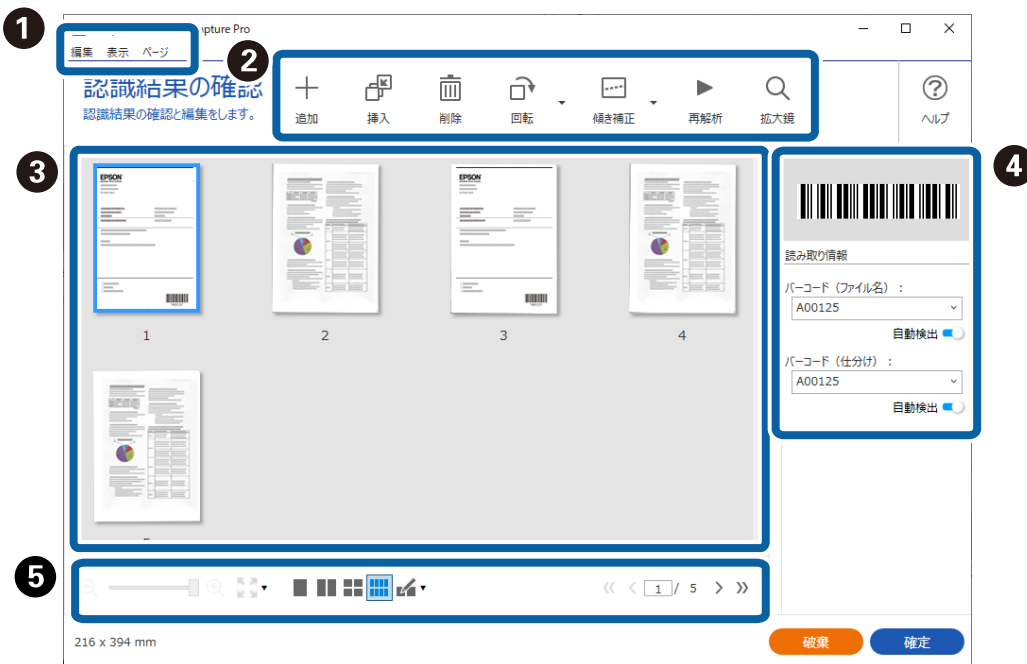 1
pture Pro
編集 表示 ページ
2
認識結果の確認
認識結果の確認と編集をします。
追加 挿入 削除 回転 傾き補正 再解析 拡大鏡
ヘルプ
3
4
EPSON
EPSON
1 2 3 4
読み取り情報
バーコード（ファイル名）：
A00125
自動検出
バーコード（仕分け）：
A00125
自動検出
5
1 / 5
216 x 394 mm
破棄 確定